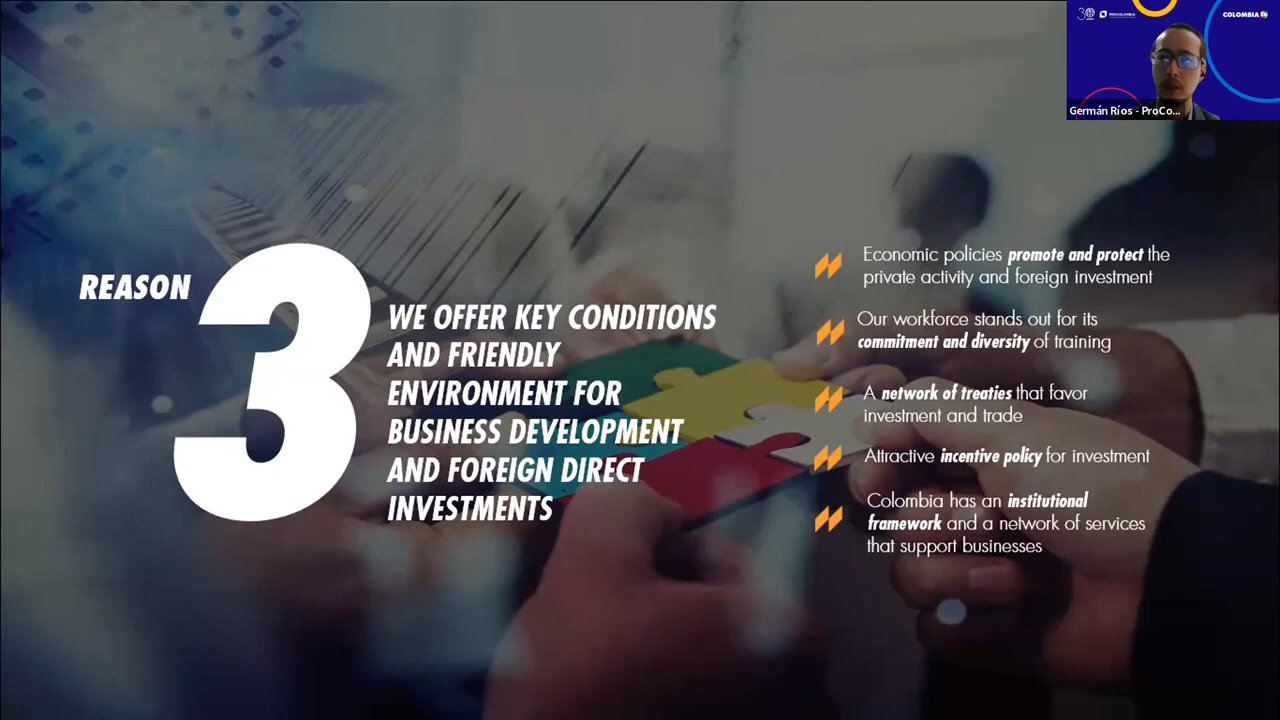 30
PROCOLOMBIA
COLOMBIA
Germán Ríos - ProCo...
REASON
3
WE OFFER KEY CONDITIONS
AND FRIENDLY
ENVIRONMENT FOR
BUSINESS DEVELOPMENT
AND FOREIGN DIRECT
INVESTMENTS
Economic policies promote and protect the
private activity and foreign investment
Our workforce stands out for its
commitment and diversity of training
A network of treaties that favor
investment and trade
Attractive incentive policy for investment
Colombia has an institutional
framework and a network of services
that support businesses